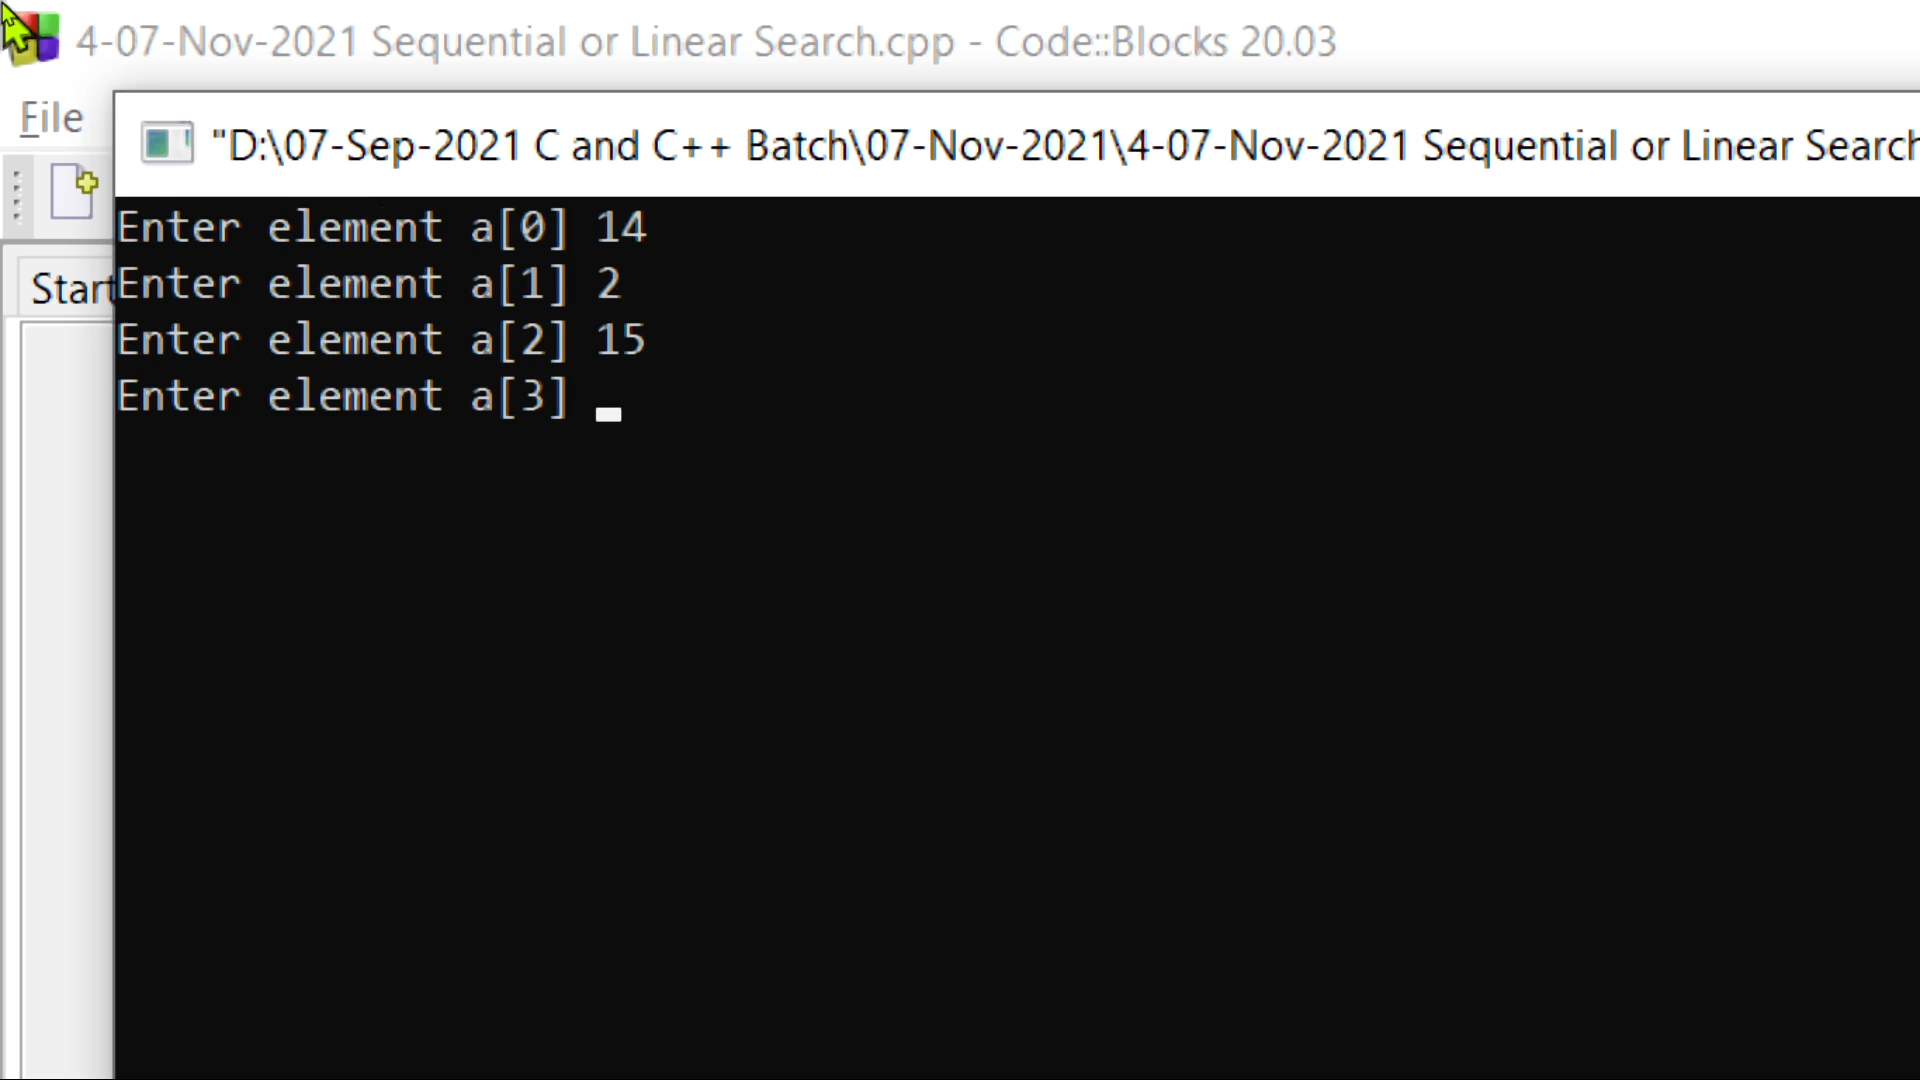 4-07-Nov-2021 Sequential or Linear Search.cpp - Code::Blocks 20.03
File
"D:\07-Sep-2021 C and C++ Batch\07-Nov-2021\4-07-Nov-2021 Sequential or Linear Search
Start
Enter element a[0] 14
Enter element a[1] 2
Enter element a[2] 15
Enter element a[3]